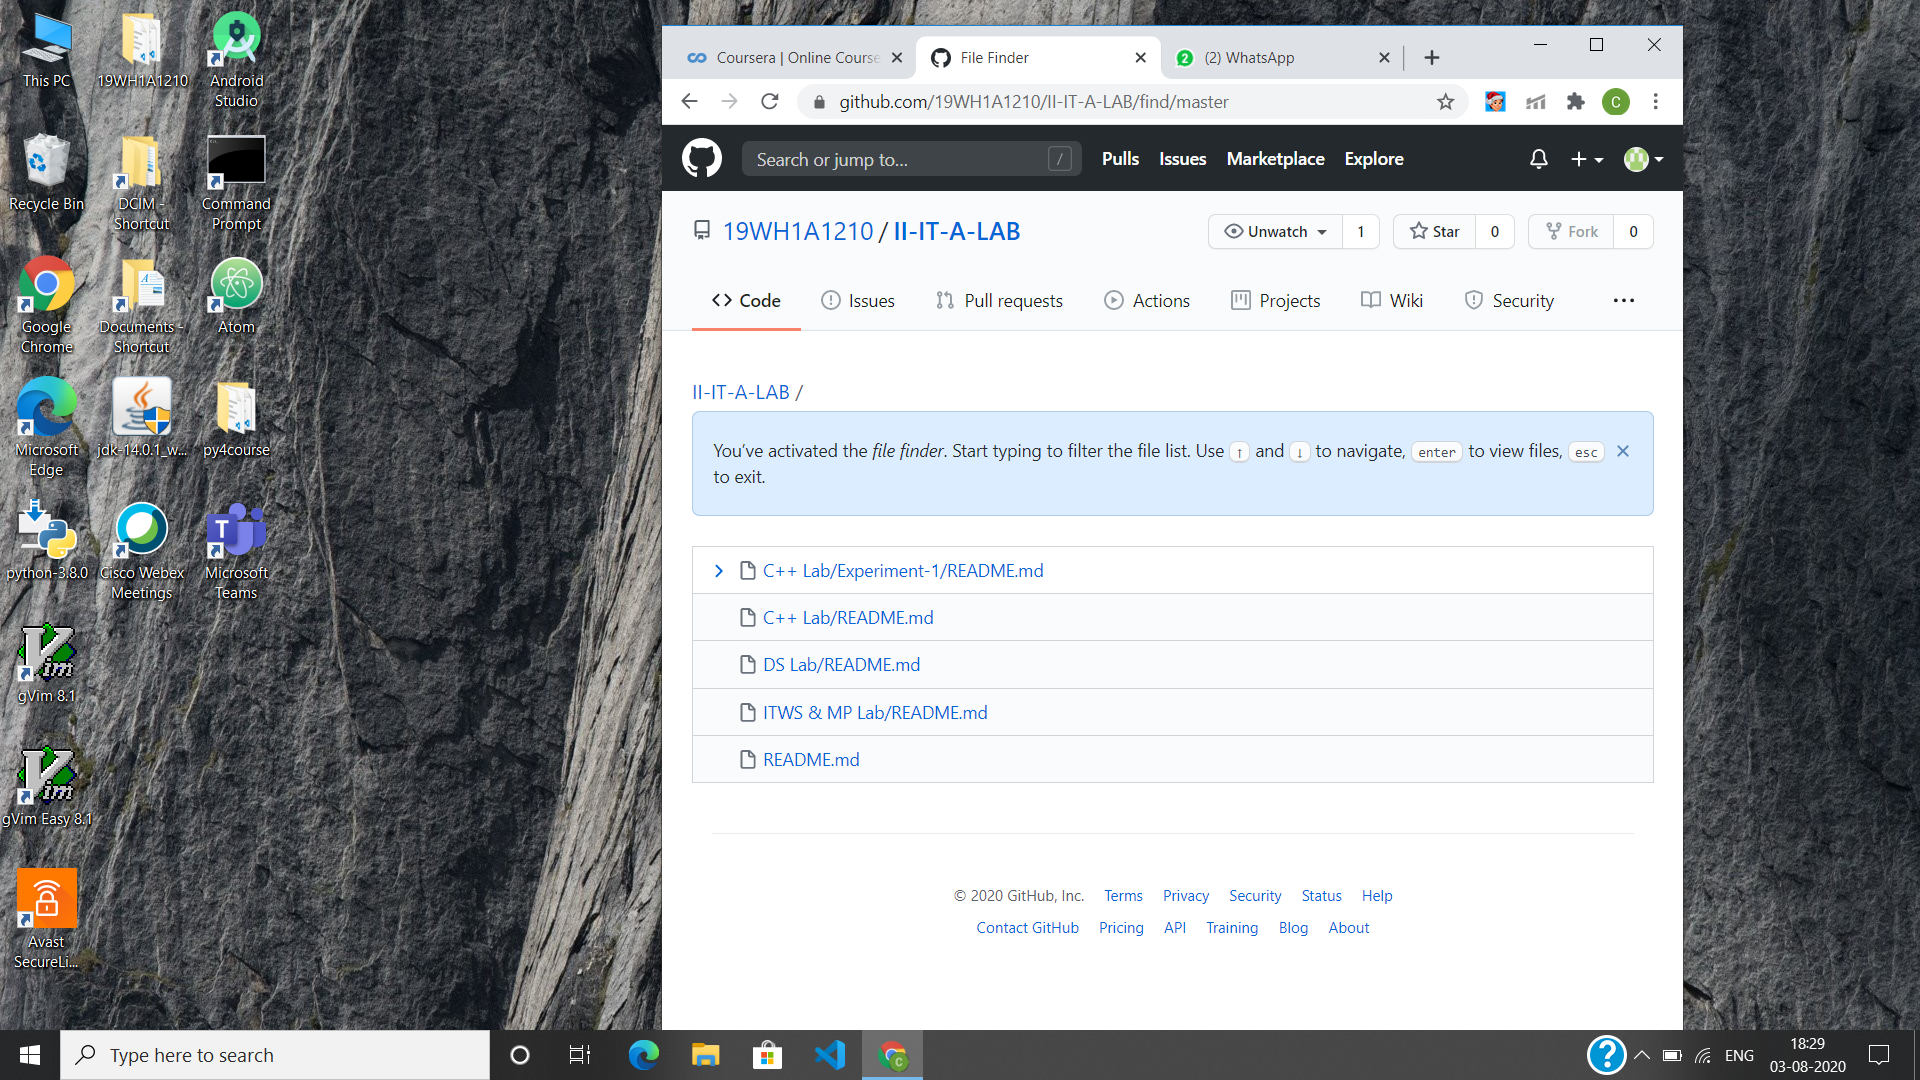 This PC
19WH1A1210
Android
Studio
Recycle Bin
DCIM -
Shortcut
Command
Prompt
Google
Chrome
Documents -
Shortcut
Atom
Microsoft
Edge
jdk-14.0.1_w...
py4course
python-3.8.0
Cisco Webex
Meetings
Microsoft
Teams
gVim 8.1
gVim Easy 8.1
Avast
SecureLi...
Coursera | Online Course
File Finder
(2) WhatsApp
github.com/19WH1A1210/II-IT-A-LAB/find/master
C
Search or jump to... /
Pulls Issues Marketplace Explore
19WH1A1210 / II-IT-A-LAB
Unwatch 1 Star 0 Fork 0
Code Issues Pull requests Actions Projects Wiki Security
II-IT-A-LAB /
You've activated the file finder. Start typing to filter the file list. Use ↑ and ↓ to navigate, enter to view files, esc
to exit.
C++ Lab/Experiment-1/README.md
C++ Lab/README.md
DS Lab/README.md
ITWS & MP Lab/README.md
README.md
© 2020 GitHub, Inc. Terms Privacy Security Status Help
Contact GitHub Pricing API Training Blog About
Type here to search
ENG
18:29
03-08-2020